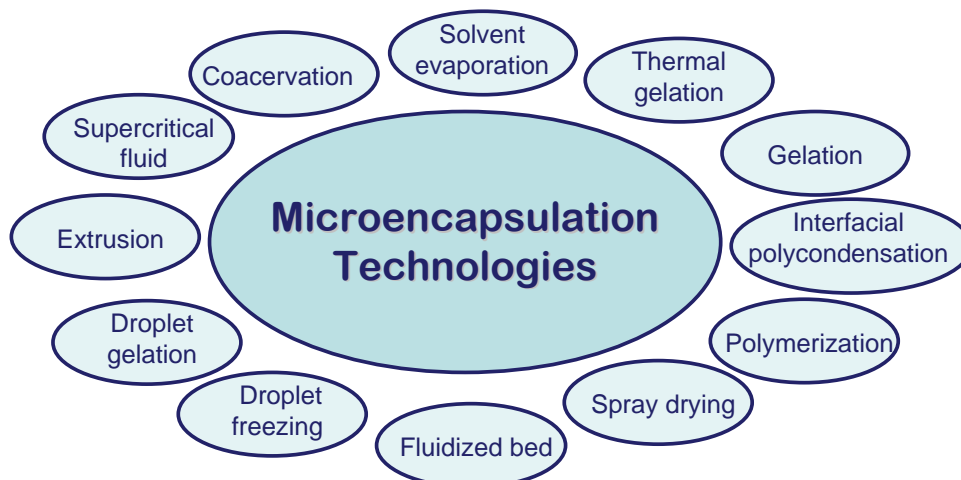 Solvent
evaporation
Coacervation
Thermal
gelation
Supercritical
fluid
Gelation
Microencapsulation
Technologies
Extrusion
Interfacial
polycondensation
Droplet
gelation
Polymerization
Droplet
freezing
Spray drying
Fluidized bed